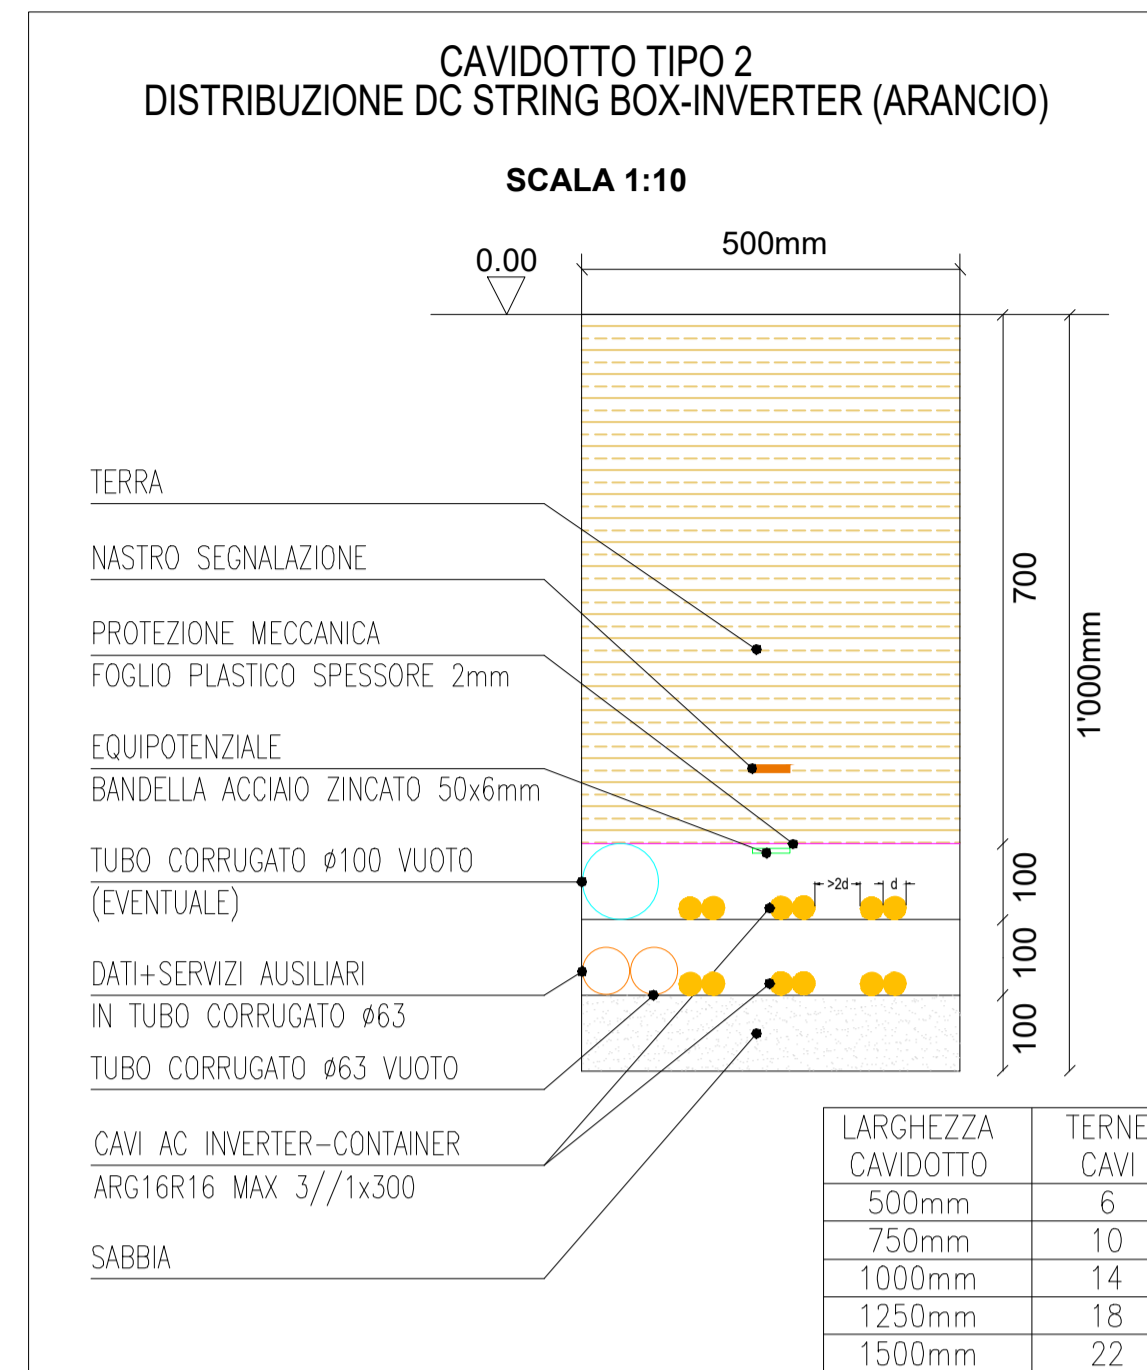 CAVIDOTTO TIPO 2
DISTRIBUZIONE DC STRING BOX-INVERTER (ARANCIO)
SCALA 1:10
500mm
0.00
TERRA
NASTRO SEGNALAZIONE
PROTEZIONE MECCANICA
FOGLIO PLASTICO SPESSORE 2mm
EQUIPOTENZIALE
BANDELLA ACCIAIO ZINCATO 50x6mm
TUBO CORRUGATO ø100 VUOTO
(EVENTUALE)
DATI+SERVIZI AUSILIARI
IN TUBO CORRUGATO ø63
TUBO CORRUGATO ø63 VUOTO
CAVI AC INVERTER-CONTAINER
ARG16R16 MAX 3//1x300
SABBIA
>2d
d
700
100
100
100
1'000mm
LARGHEZZA CAVIDOTTO TERNE CAVI
500mm 6
750mm 10
1000mm 14
1250mm 18
1500mm 22